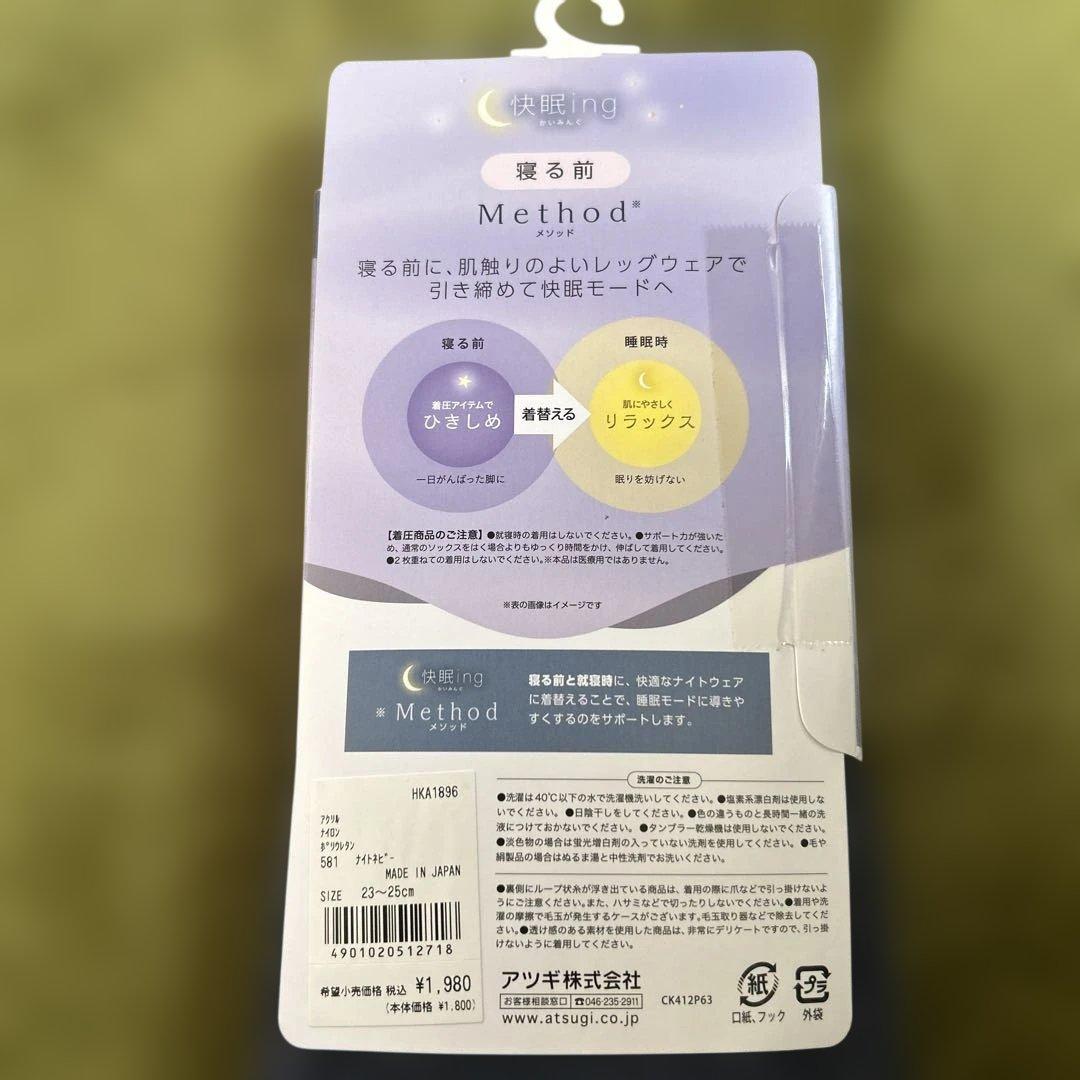 快眠ing
かいみんぐ
寝る前
Method※
メソッド
寝る前に、肌触りのよいレッグウェアで
引き締めて快眠モードへ
寝る前
着圧アイテムで
ひきしめ
一日がんばった脚に
着替える
睡眠時
肌にやさしく
リラックス
眠りを妨げない
【着圧商品のご注意】●就寝時の着用はしないでください。●サポート力が強いた
め、通常のソックスをはく場合よりもゆっくり時間をかけ、伸ばして着用してください。
●2枚重ねての着用はしないでください。※本品は医療用ではありません。
※表の画像はイメージです
快眠ing
かいみんぐ
※Method
メソッド
寝る前と就寝時に、快適なナイトウェア
に着替えることで、睡眠モードに導きや
すくするのをサポートします。
洗濯のご注意
●洗濯は40℃以下の水で洗濯機洗いしてください。●塩素系漂白剤は使用しな
いでください。●日陰干しをしてください。●色の違うものと長時間一緒の洗
液につけておかないでください。●タンブラー乾燥機は使用しないでください。
●淡色物の場合は蛍光増白剤の入っていない洗剤を使用してください。●毛や
絹製品の場合はぬるま湯と中性洗剤でお洗いください。
●裏側にループ状糸が浮き出ている商品は、着用の際に爪などで引っ掛けないよ
うにご注意ください。また、ハサミなどで切ったりしないでください。●着用や洗
濯の摩擦で毛玉が発生するケースがございます。毛玉取り器などで除去してくだ
さい。●透け感のある素材を使用した商品は、非常にデリケートですので、引っ掛
けないように着用してください。
HKA1896
アクリル
ナイロン
ポリウレタン
581 ナイトネビー
MADE IN JAPAN
SIZE 23～25cm
4901020512718
希望小売価格 税込 ¥1,980
(本体価格 ¥1,800)
アツギ株式会社
お客様相談窓口 ☎046-235-2911
www.atsugi.co.jp
CK412P63
紙
口紙、フック
プラ
外袋